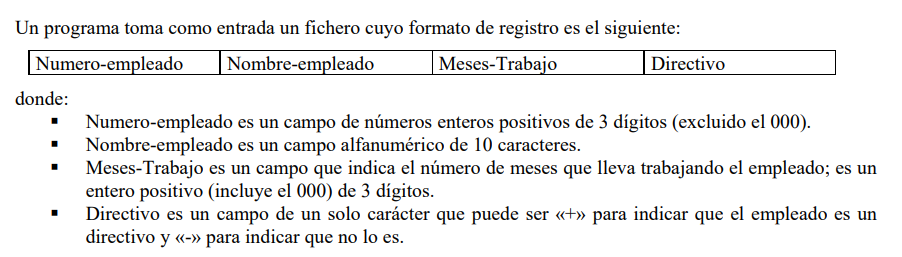 Un programa toma como entrada un fichero cuyo formato de registro es el siguiente:
Numero-empleado Nombre-empleado Meses-Trabajo Directivo
donde:
▪ Numero-empleado es un campo de números enteros positivos de 3 dígitos (excluido el 000).
▪ Nombre-empleado es un campo alfanumérico de 10 caracteres.
▪ Meses-Trabajo es un campo que indica el número de meses que lleva trabajando el empleado; es un
entero positivo (incluye el 000) de 3 dígitos.
▪ Directivo es un campo de un solo carácter que puede ser «+» para indicar que el empleado es un
directivo y «-» para indicar que no lo es.